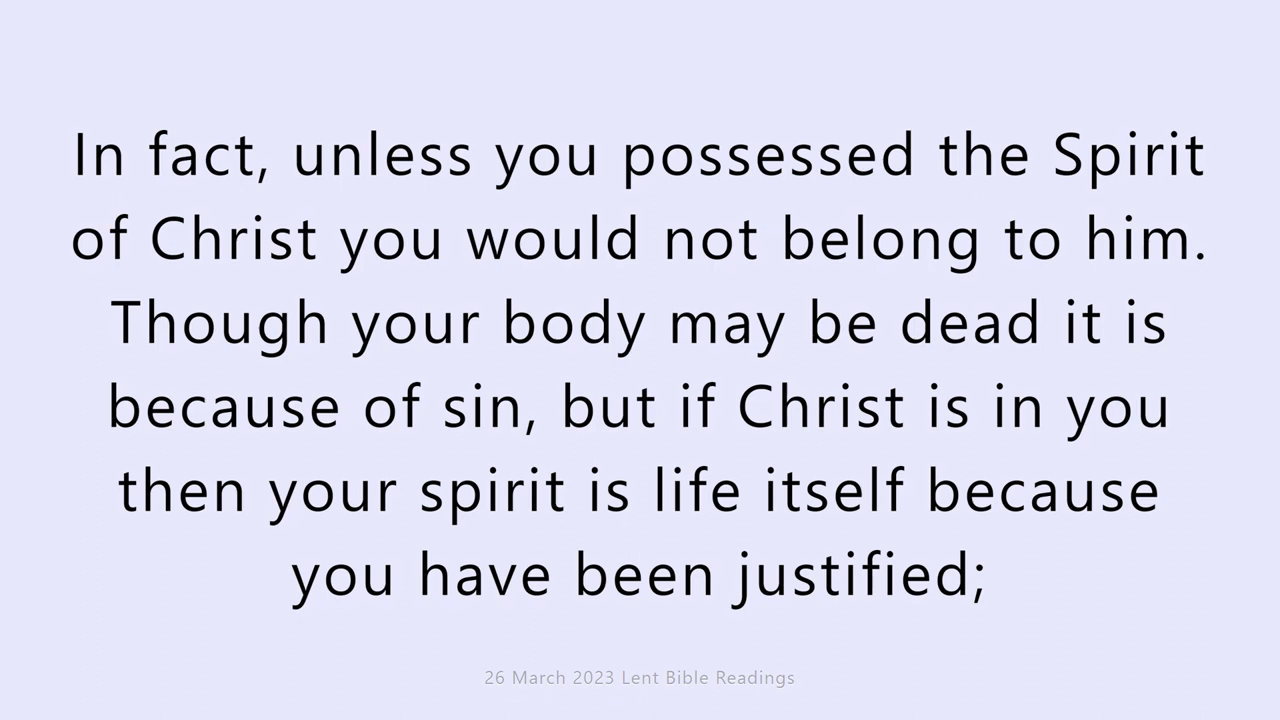 In fact, unless you possessed the Spirit
of Christ you would not belong to him.
Though your body may be dead it is
because of sin, but if Christ is in you
then your spirit is life itself because
you have been justified;
26 March 2023 Lent Bible Readings